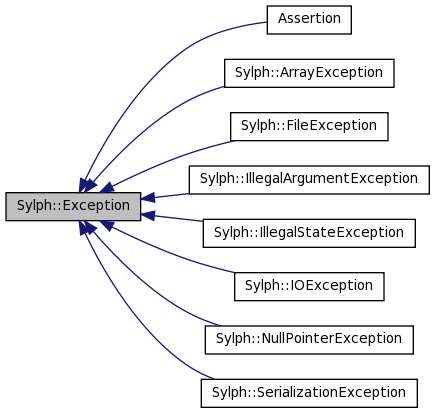 Assertion
Sylph::ArrayException
Sylph::FileException
Sylph::IllegalArgumentException
Sylph::Exception
Sylph::IllegalStateException
Sylph::IOException
Sylph::NullPointerException
Sylph::SerializationException